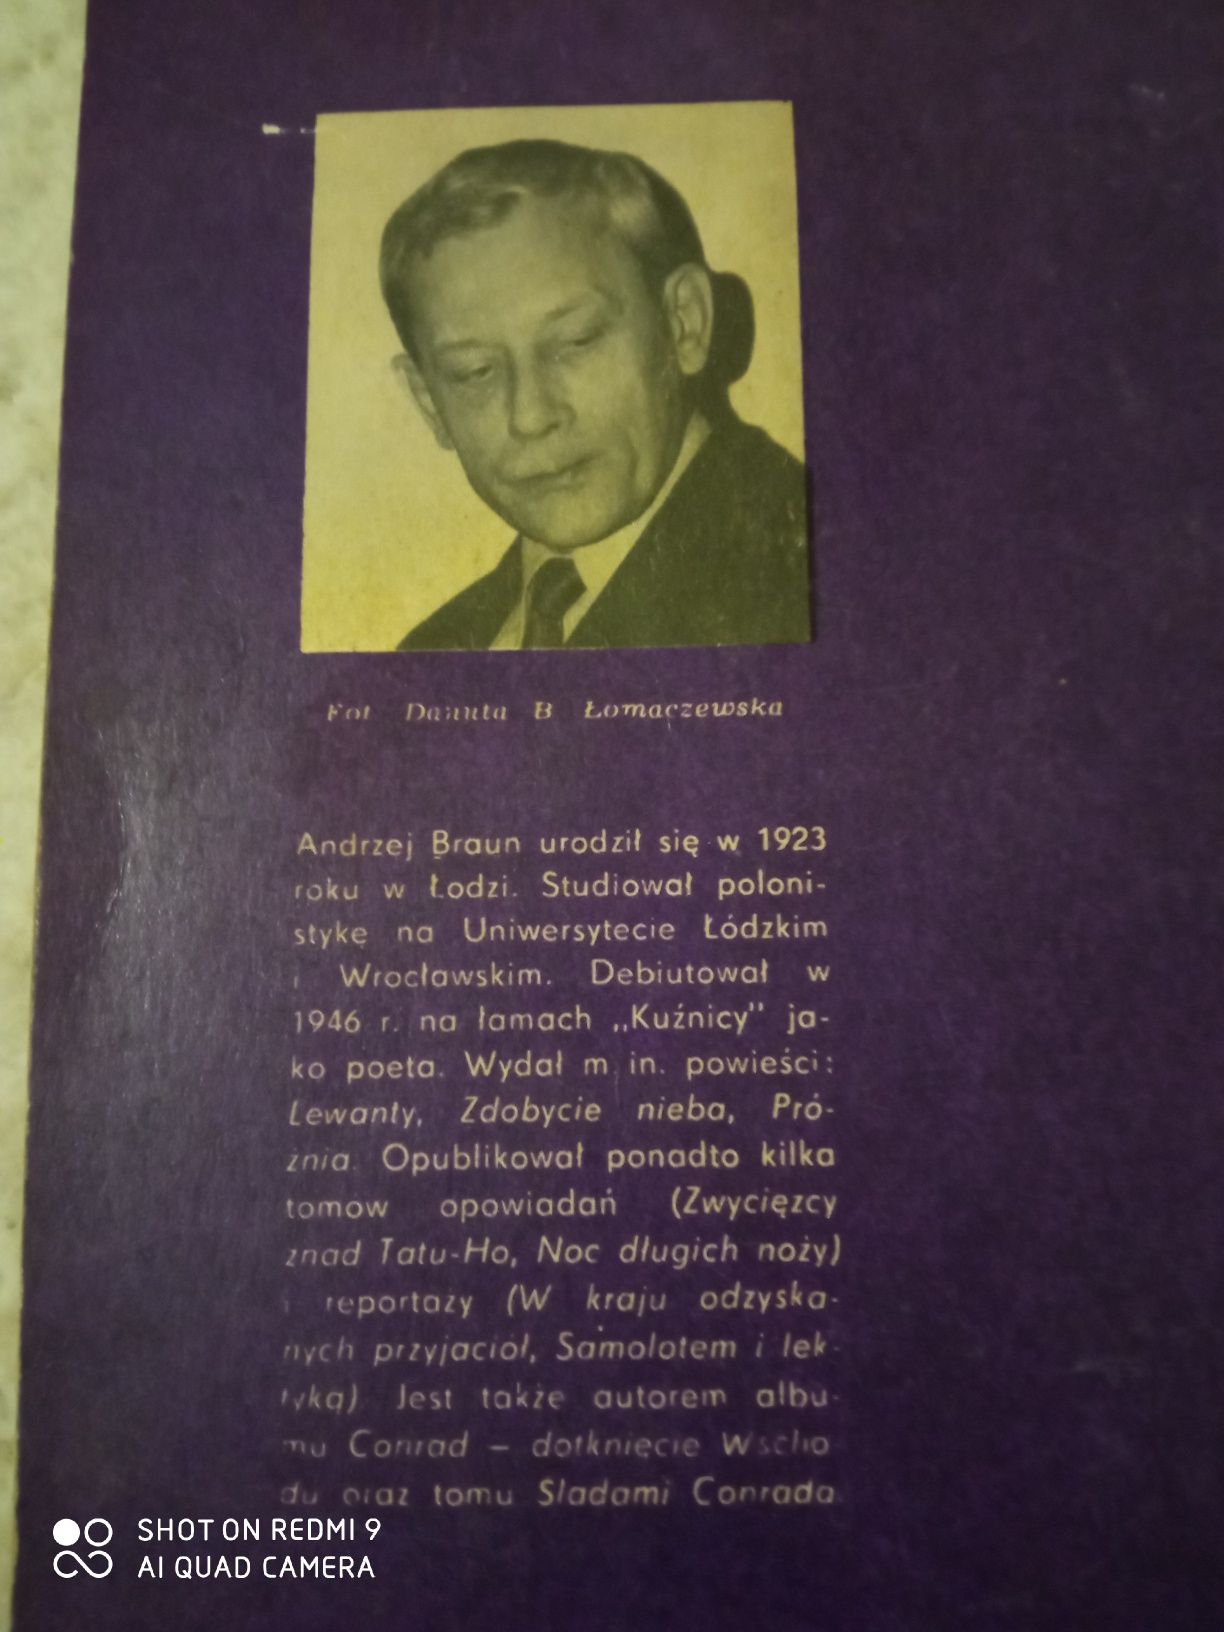 Fot Danuta B Łomaczewska
Andrzej Braun urodził się w 1923
roku w Łodzi. Studiował poloni-
stykę na Uniwersytecie Łódzkim
i Wrocławskim. Debiutował w
1946 r. na łamach „Kuźnicy” ja-
ko poeta. Wydał m. in. powieści:
Lewanty, Zdobycie nieba, Pró-
żnia. Opublikował ponadto kilka
tomow opowiadań (Zwycięzcy
znad Tatu-Ho, Noc długich noży)
i reportazy (W kraju odzyska-
nych przyjaciół, Samolotem i lek-
tyką). Jest także autorem albu-
mu Conrad – dotknięcie Wscho
du oraz tomu Sladami Conrada.
SHOT ON REDMI 9
AI QUAD CAMERA